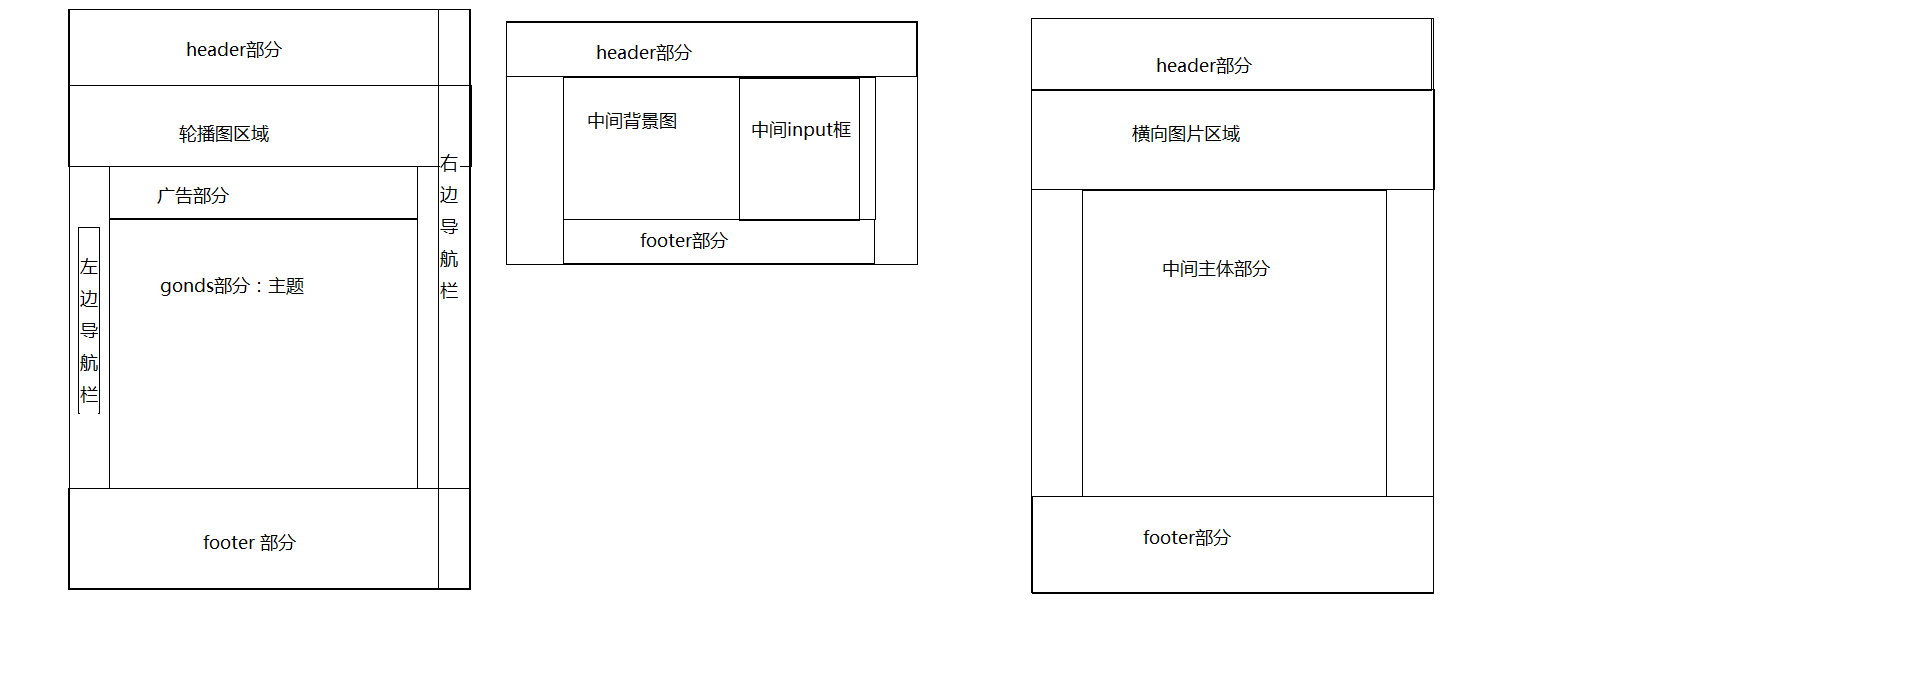 header部分
轮播图区域
广告部分
左边导航栏
gonds部分：主题
右边导航栏
footer 部分
header部分
中间背景图
中间input框
footer部分
header部分
横向图片区域
中间主体部分
footer部分